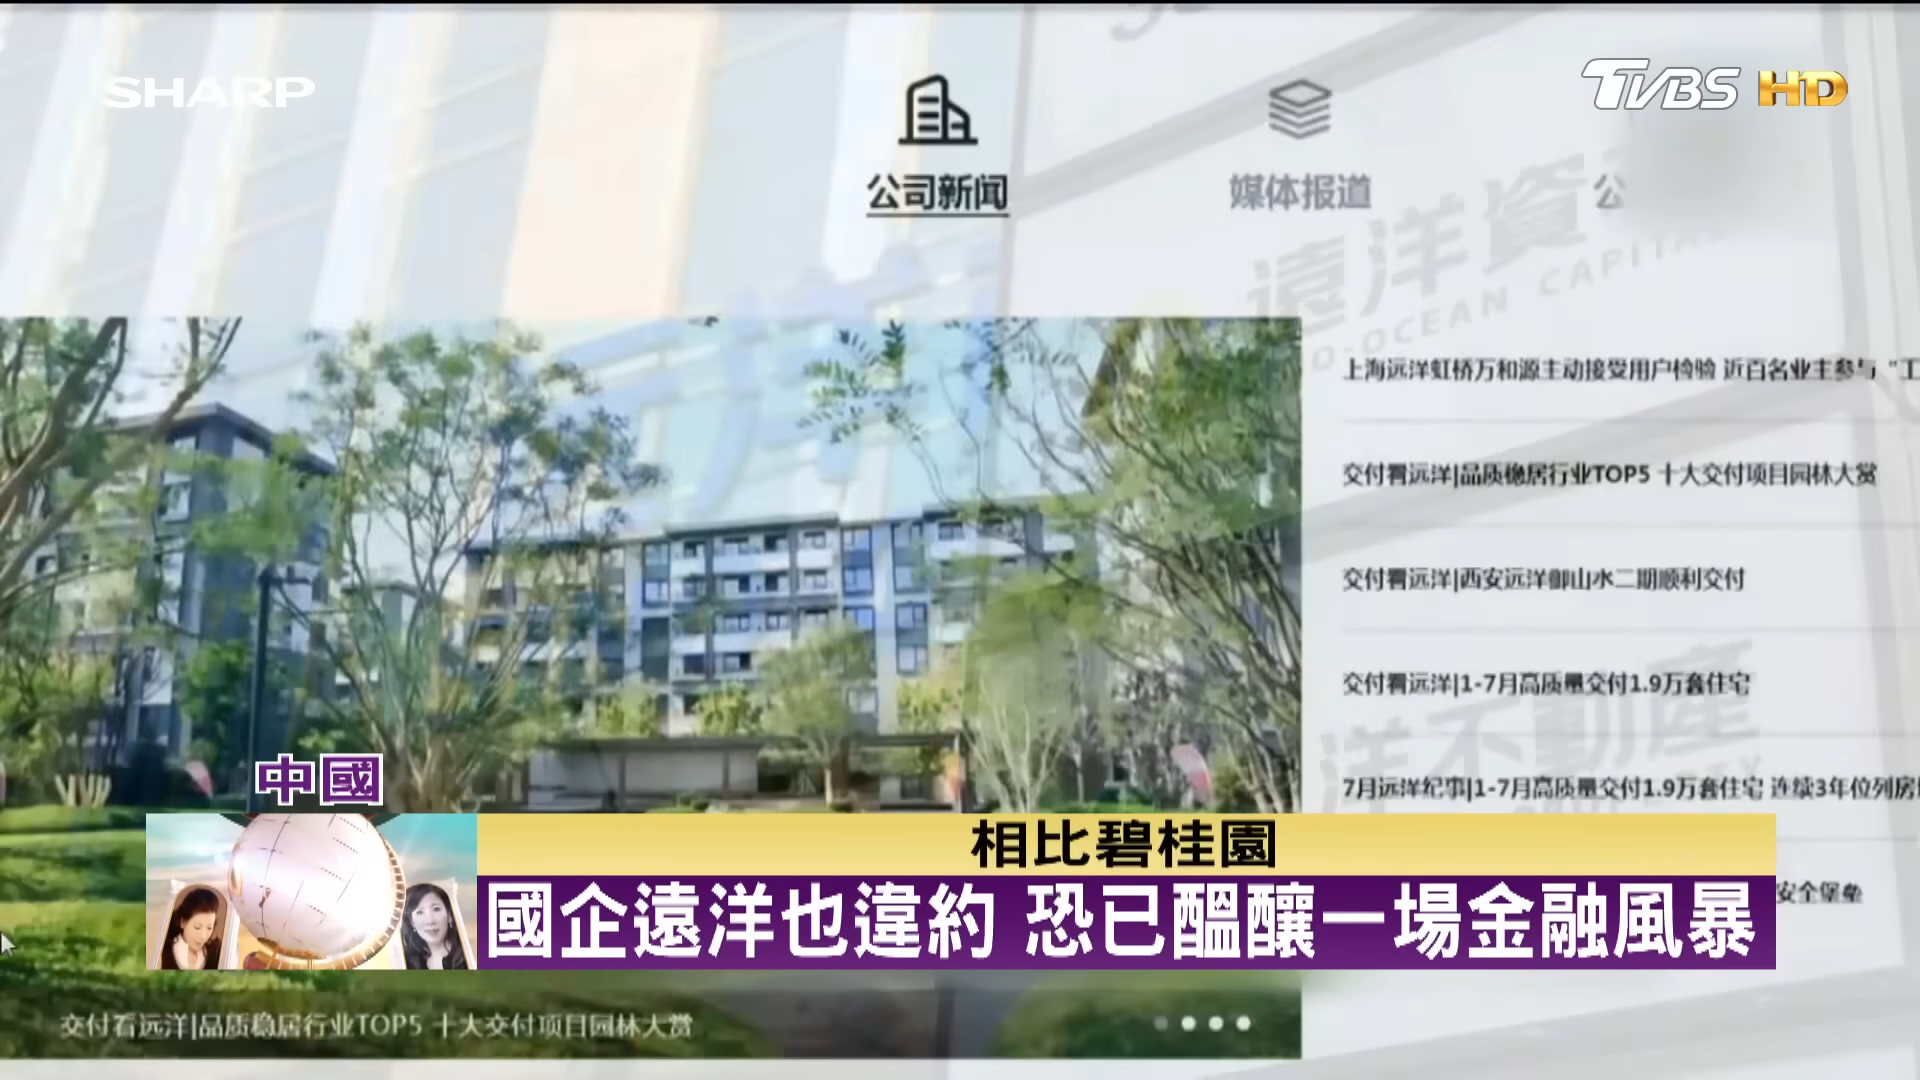 SHARP
TVBS HD
公司新闻
媒体报道
公
遠洋資
O-OCEAN CAPITA
上海远洋虹桥万和源主动接受用户检验 近百名业主参与 “工
交付看远洋|品质稳居行业TOP5 十大交付项目园林大赏
交付看远洋|西安远洋御山水二期顺利交付
交付看远洋|1-7月高质量交付1.9万套住宅
洋不動產
7月远洋纪事|1-7月高质量交付1.9万套住宅 连续3年位列房
安全堡垒
中國
相比碧桂園
國企遠洋也違約 恐已醞釀一場金融風暴
交付看远洋|品质稳居行业TOP5 十大交付项目园林大赏